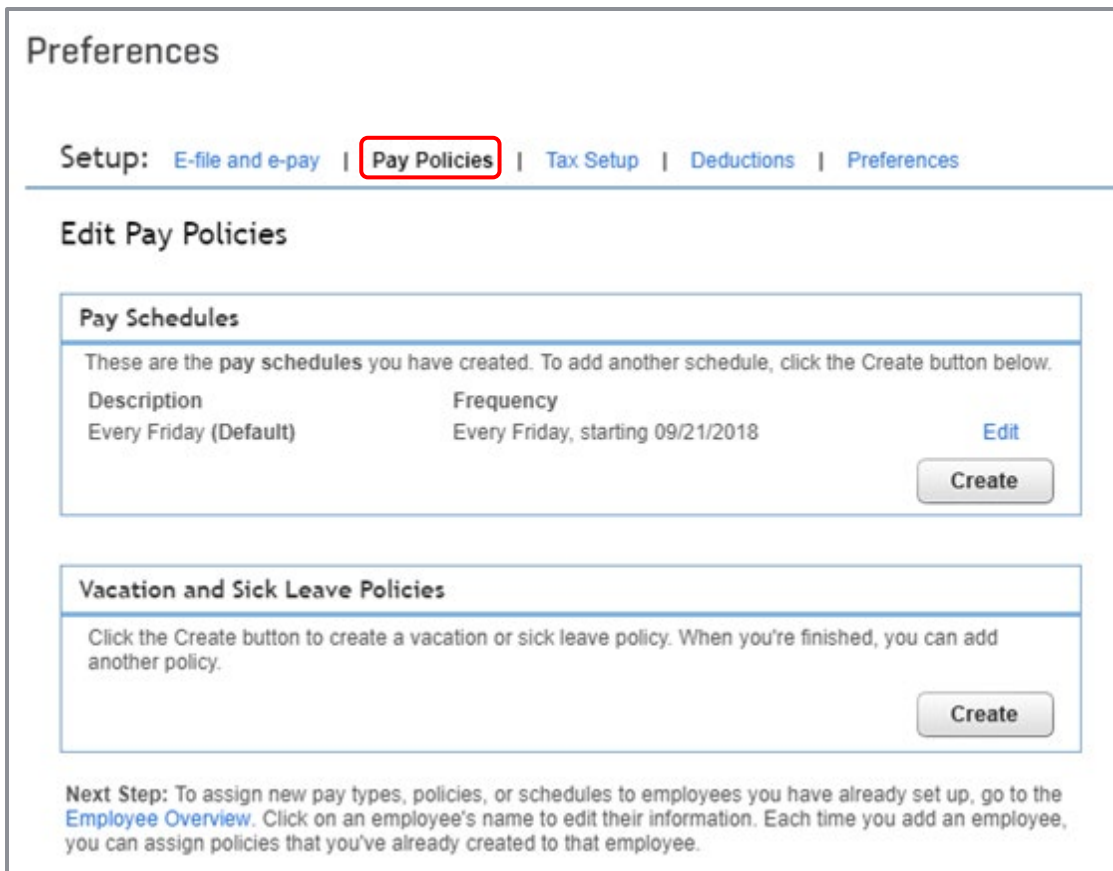 Preferences
Setup: E-file and e-pay | Pay Policies | Tax Setup | Deductions | Preferences
Edit Pay Policies
Pay Schedules
These are the pay schedules you have created. To add another schedule, click the Create button below.
Description Frequency
Every Friday (Default) Every Friday, starting 09/21/2018 Edit
Create
Vacation and Sick Leave Policies
Click the Create button to create a vacation or sick leave policy. When you're finished, you can add
another policy.
Create
Next Step: To assign new pay types, policies, or schedules to employees you have already set up, go to the
Employee Overview. Click on an employee's name to edit their information. Each time you add an employee,
you can assign policies that you've already created to that employee.